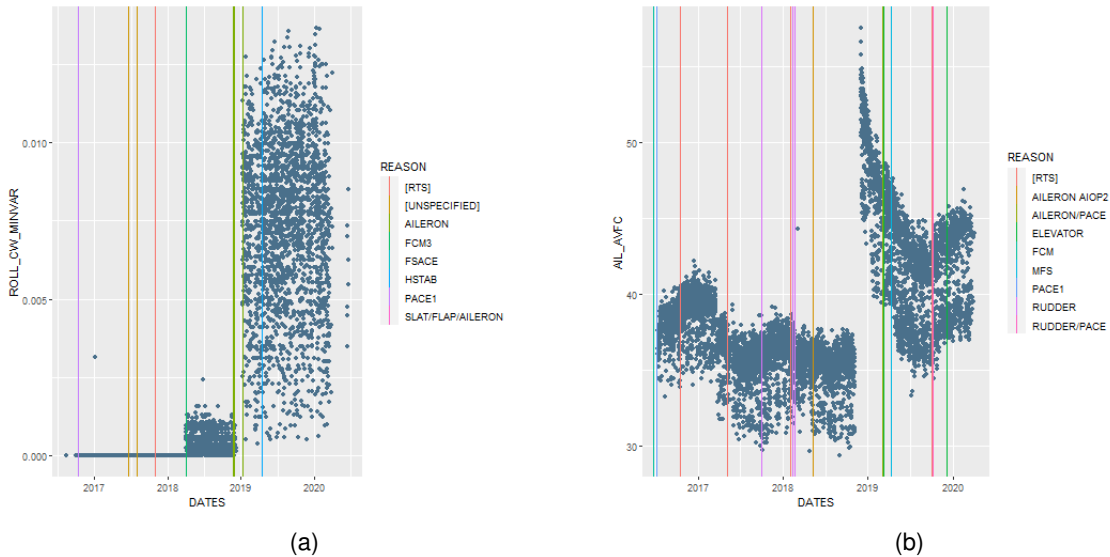 ROLL_CW_MINVAR
0.010
0.005
0.000
2017
2018
2019
2020
DATES
REASON
[RTS]
[UNSPECIFIED]
AILERON
FCM3
FSACE
HSTAB
PACE1
SLAT/FLAP/AILERON
(a)
AIL_AVFC
50
40
30
2017
2018
2019
2020
DATES
REASON
[RTS]
AILERON AIOP2
AILERON/PACE
ELEVATOR
FCM
MFS
PACE1
RUDDER
RUDDER/PACE
(b)